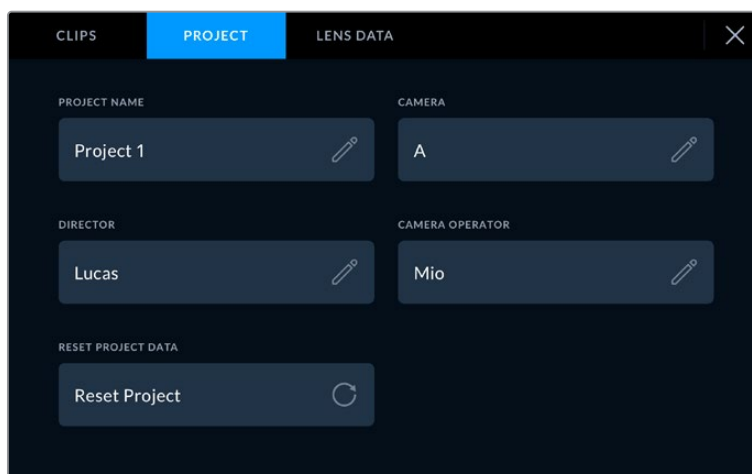 CLIPS PROJECT LENS DATA
PROJECT NAME CAMERA
Project 1 A
DIRECTOR CAMERA OPERATOR
Lucas Mio
RESET PROJECT DATA
Reset Project